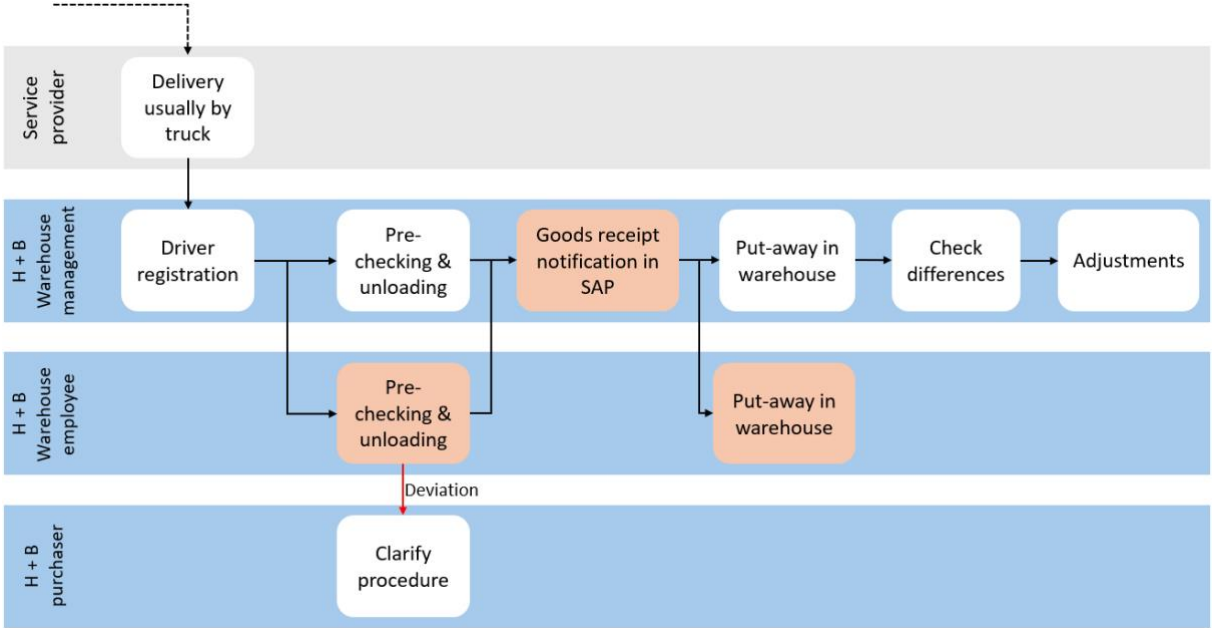 Service
provider
Delivery
usually by
truck
H + B
Warehouse
management
Driver
registration
Pre-
checking &
unloading
Goods receipt
notification in
SAP
Put-away in
warehouse
Check
differences
Adjustments
H + B
Warehouse
employee
Pre-
checking &
unloading
Put-away in
warehouse
Deviation
H + B
purchaser
Clarify
procedure